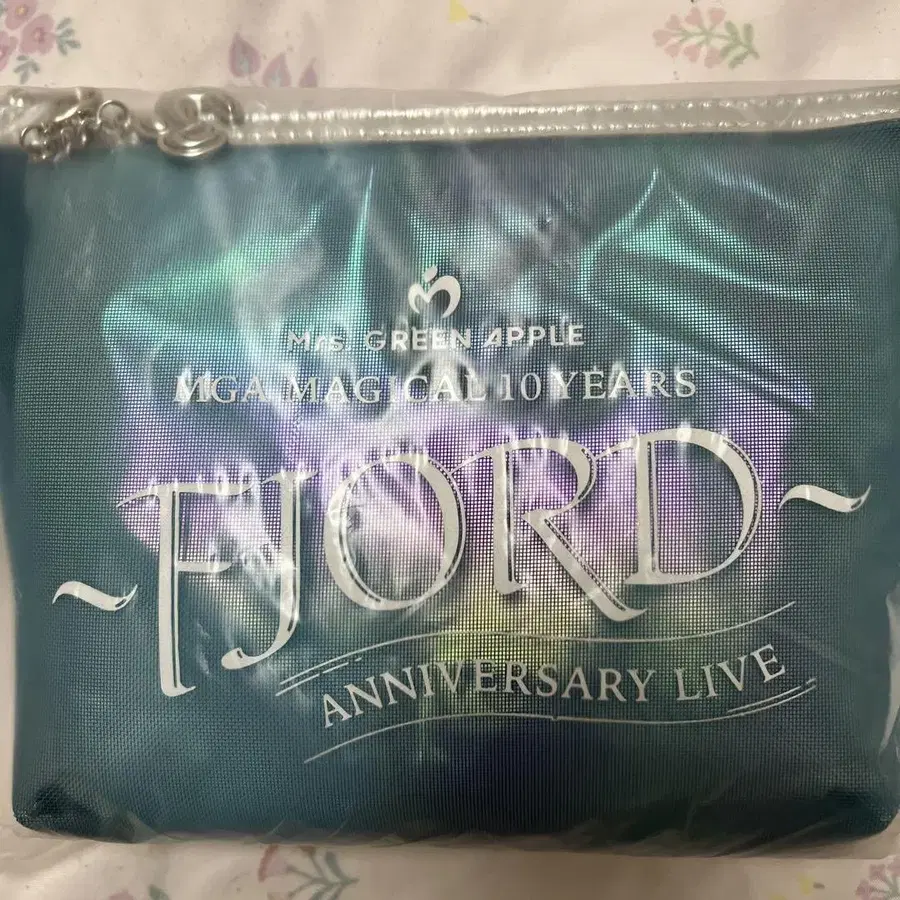 Mrs. GREEN APPLE
MGA MAGICAL 10 YEARS
~FJORD~
ANNIVERSARY LIVE